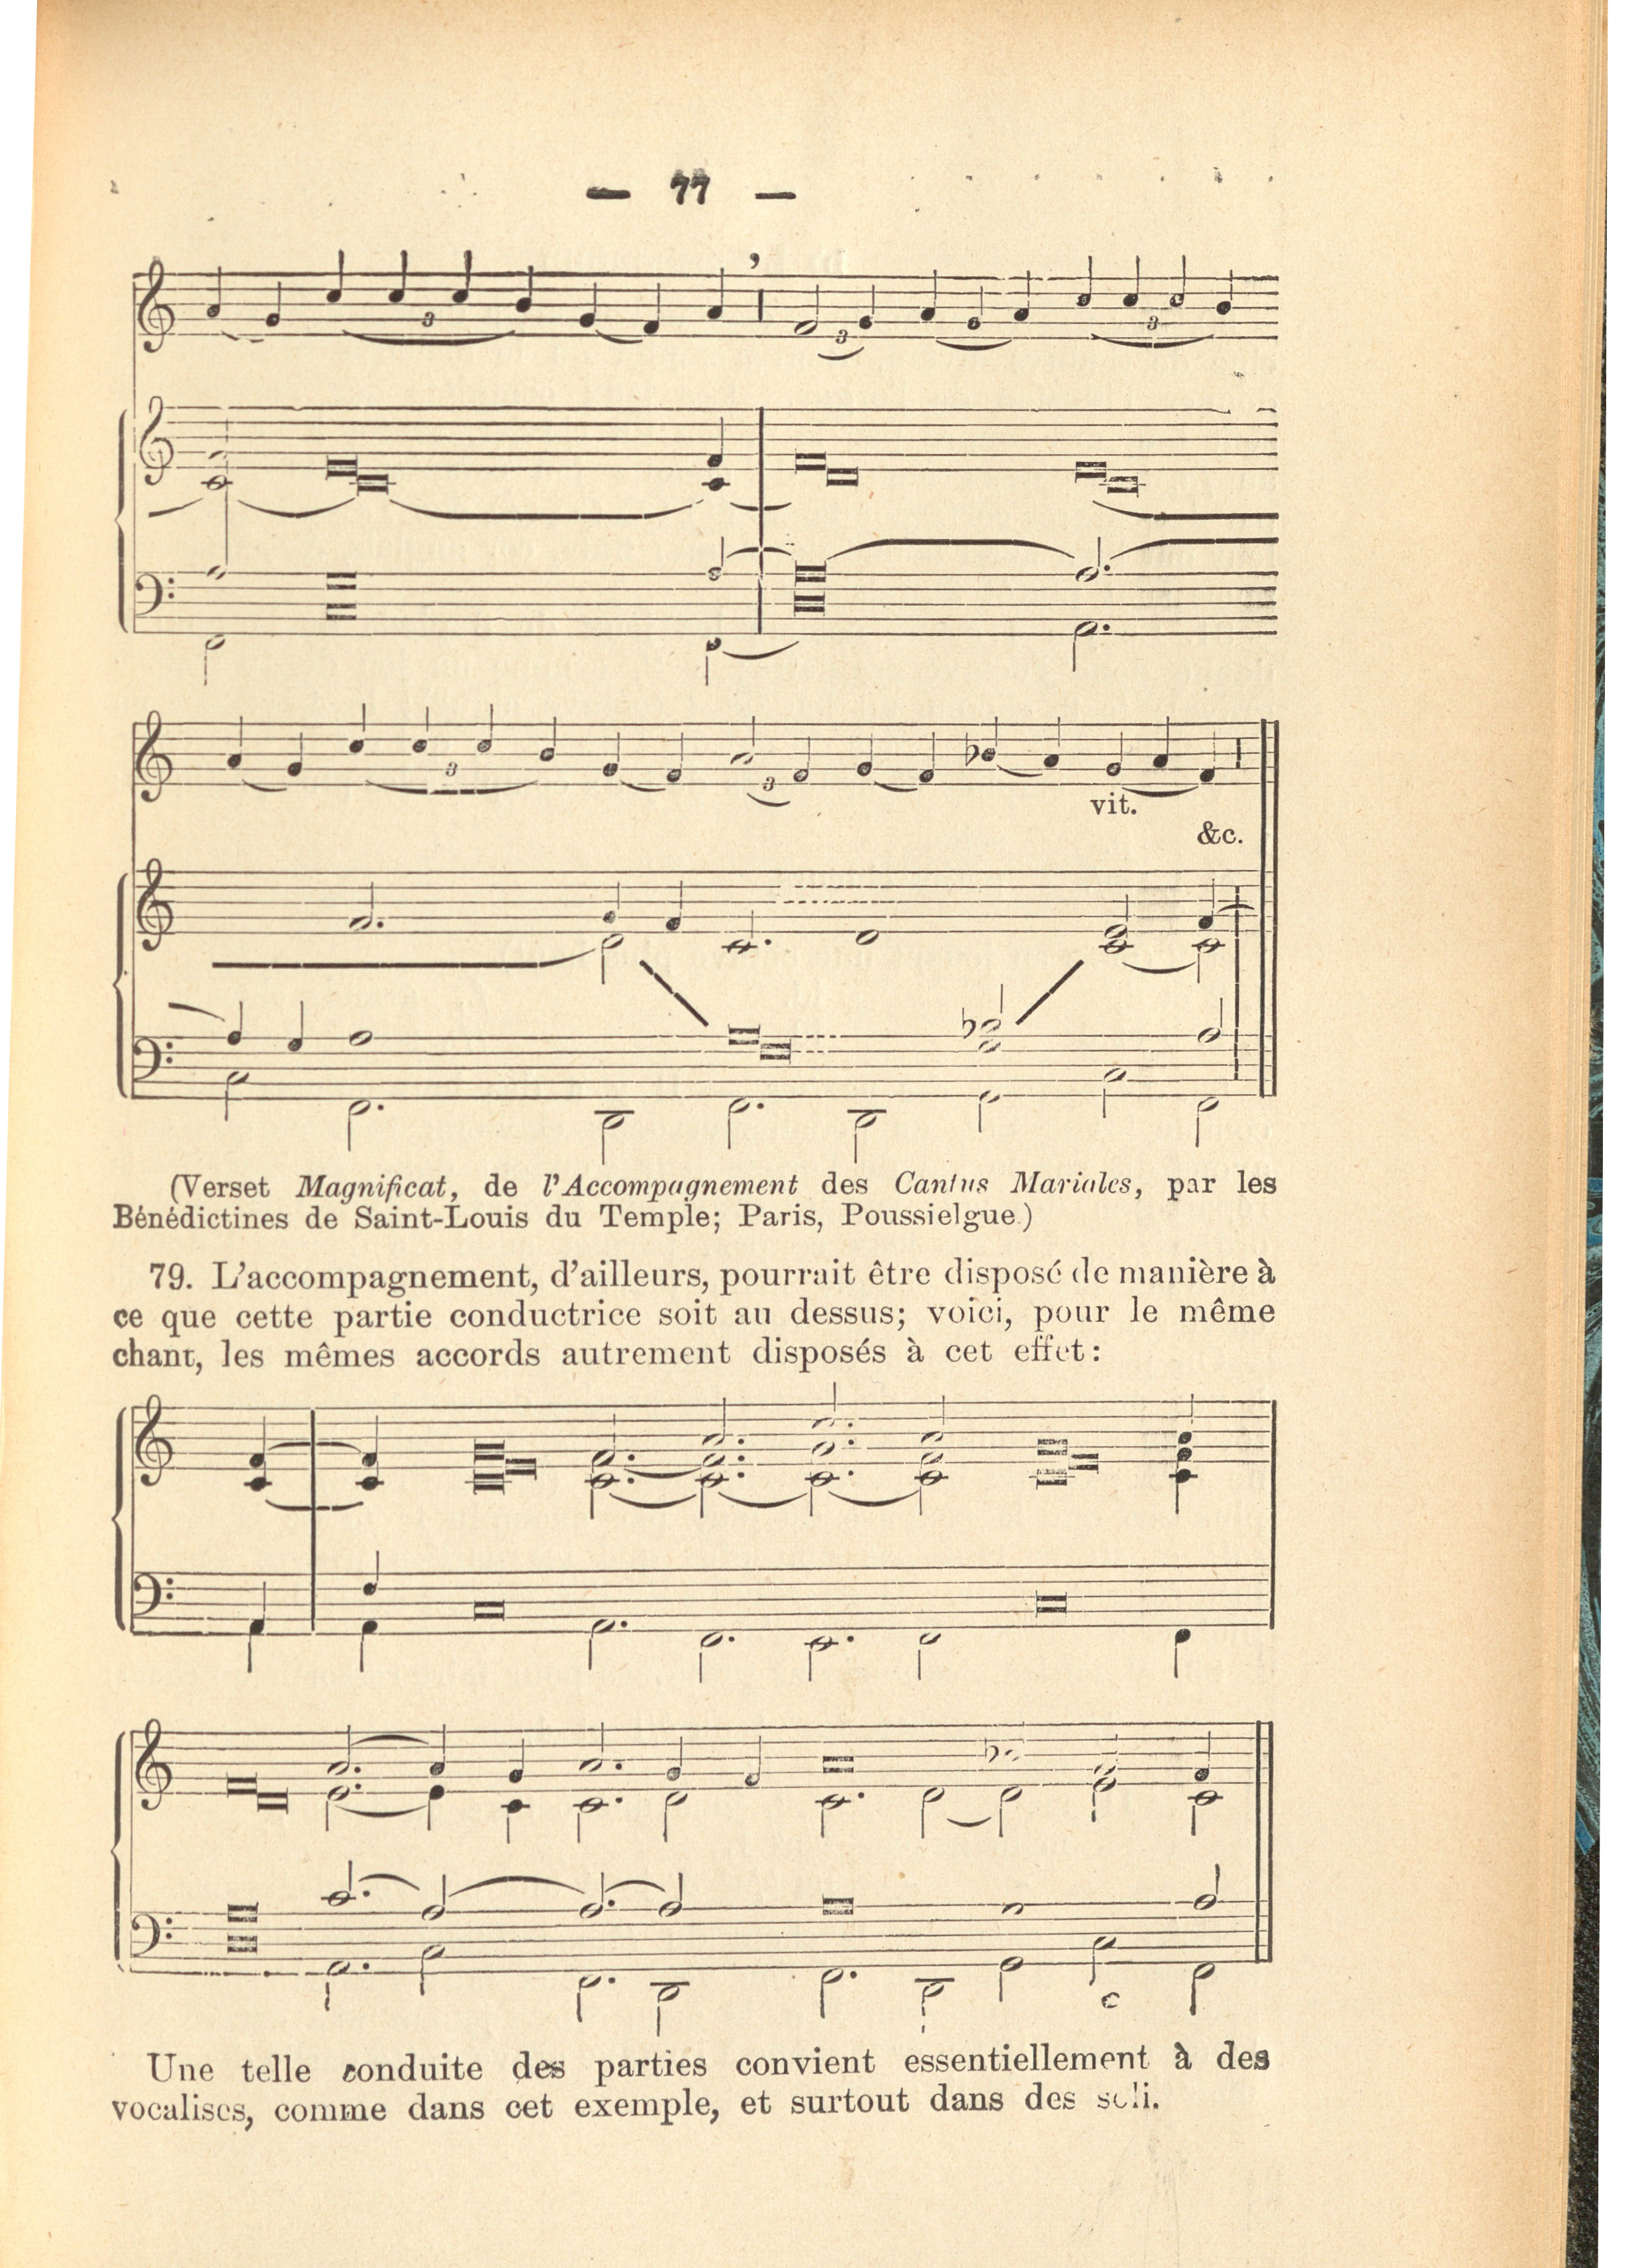 — 77 —
3
3
3
3
3
vit.
&c.
(Verset Magnificat, de l'Accompagnement des Cantus Mariales, par les
Bénédictines de Saint-Louis du Temple; Paris, Poussielgue.)
79. L'accompagnement, d'ailleurs, pourrait être disposé de manière à
ce que cette partie conductrice soit au dessus; voici, pour le même
chant, les mêmes accords autrement disposés à cet effet:
Une telle conduite des parties convient essentiellement à des
vocalises, comme dans cet exemple, et surtout dans des soli.